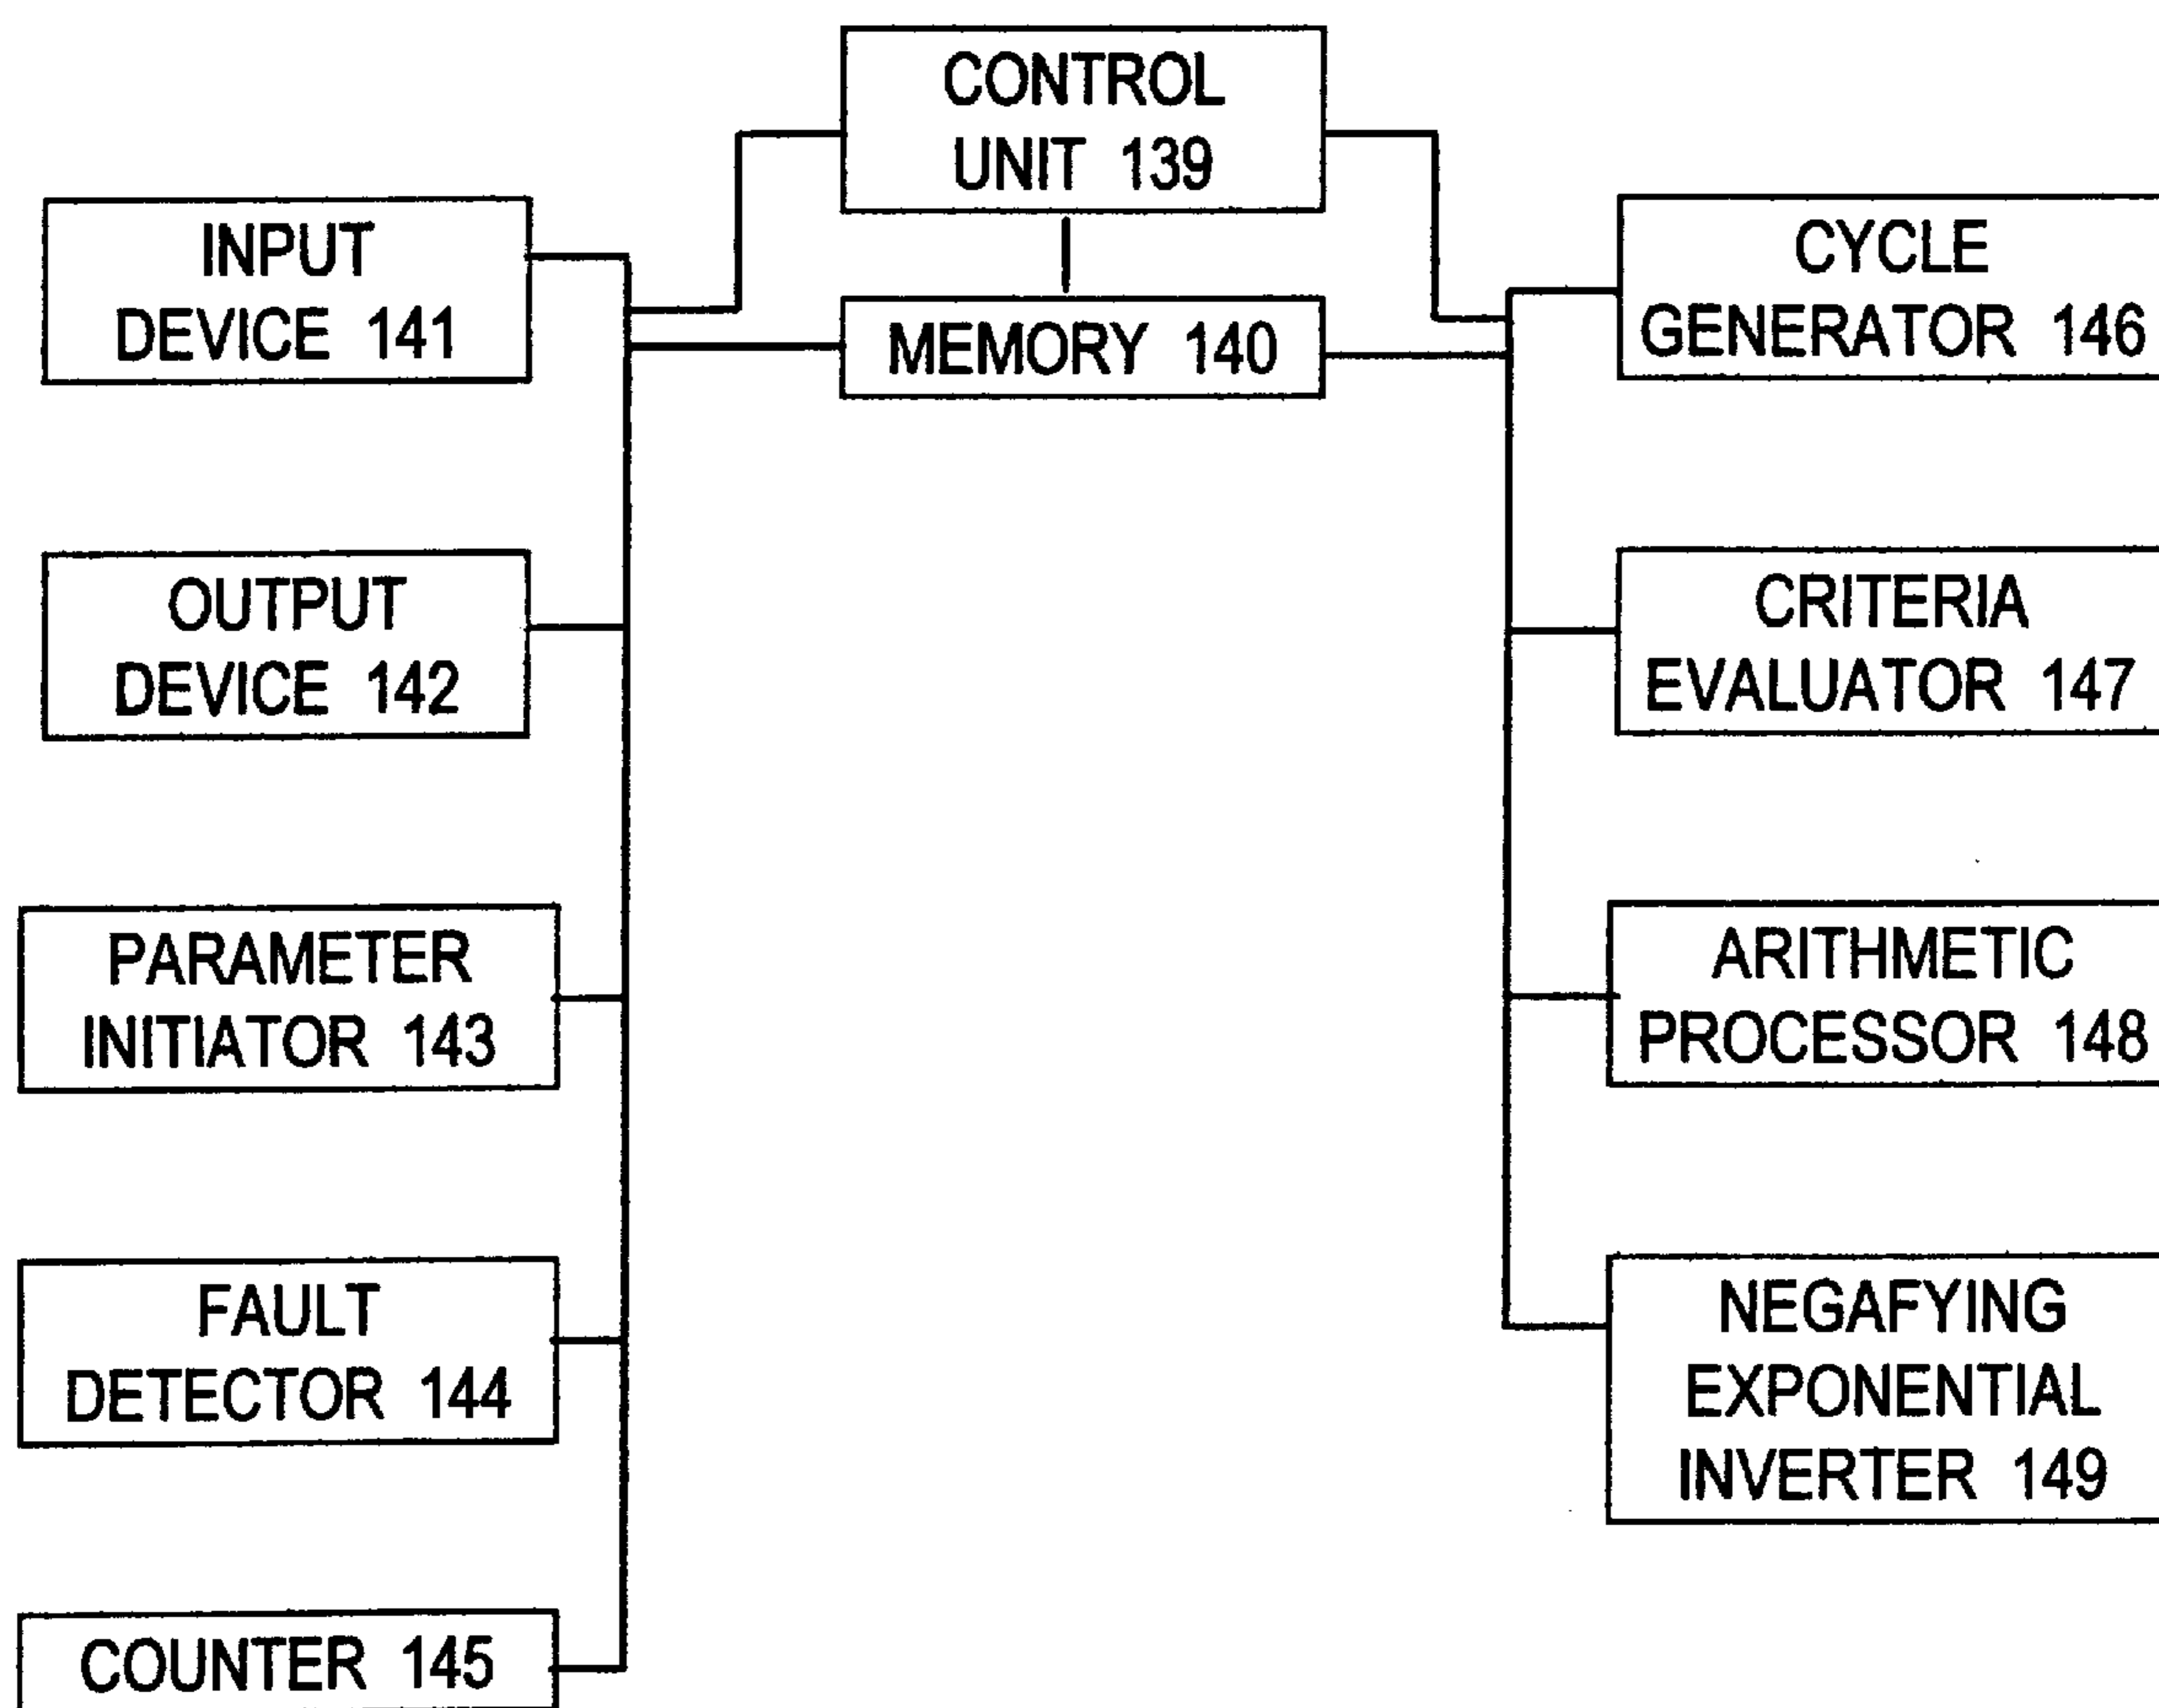 CONTROL
UNIT 139
MEMORY 140
INPUT
DEVICE 141
OUTPUT
DEVICE 142
PARAMETER
INITIATOR 143
FAULT
DETECTOR 144
COUNTER 145
CYCLE
GENERATOR 146
CRITERIA
EVALUATOR 147
ARITHMETIC
PROCESSOR 148
NEGAFYING
EXPONENTIAL
INVERTER 149